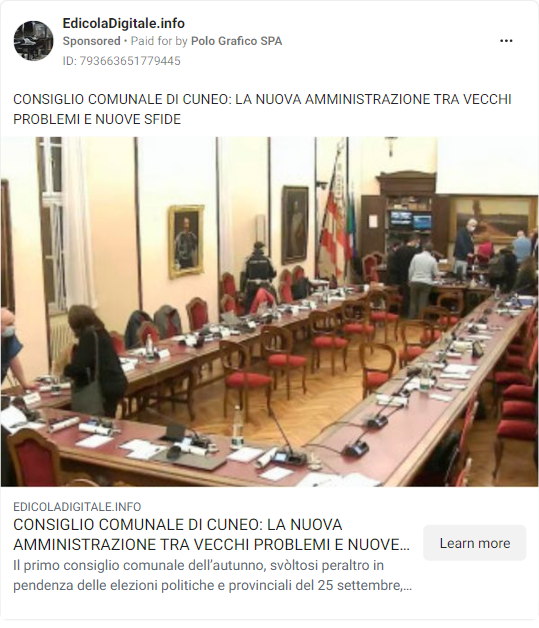 EdicolaDigitale.info
Sponsored • Paid for by Polo Grafico SPA
ID: 793663651779445
CONSIGLIO COMUNALE DI CUNEO: LA NUOVA AMMINISTRAZIONE TRA VECCHI
PROBLEMI E NUOVE SFIDE
EDICOLADIGITALE.INFO
CONSIGLIO COMUNALE DI CUNEO: LA NUOVA
AMMINISTRAZIONE TRA VECCHI PROBLEMI E NUOVE...
Learn more
Il primo consiglio comunale dell'autunno, svòltosi peraltro in
pendenza delle elezioni politiche e provinciali del 25 settembre,...